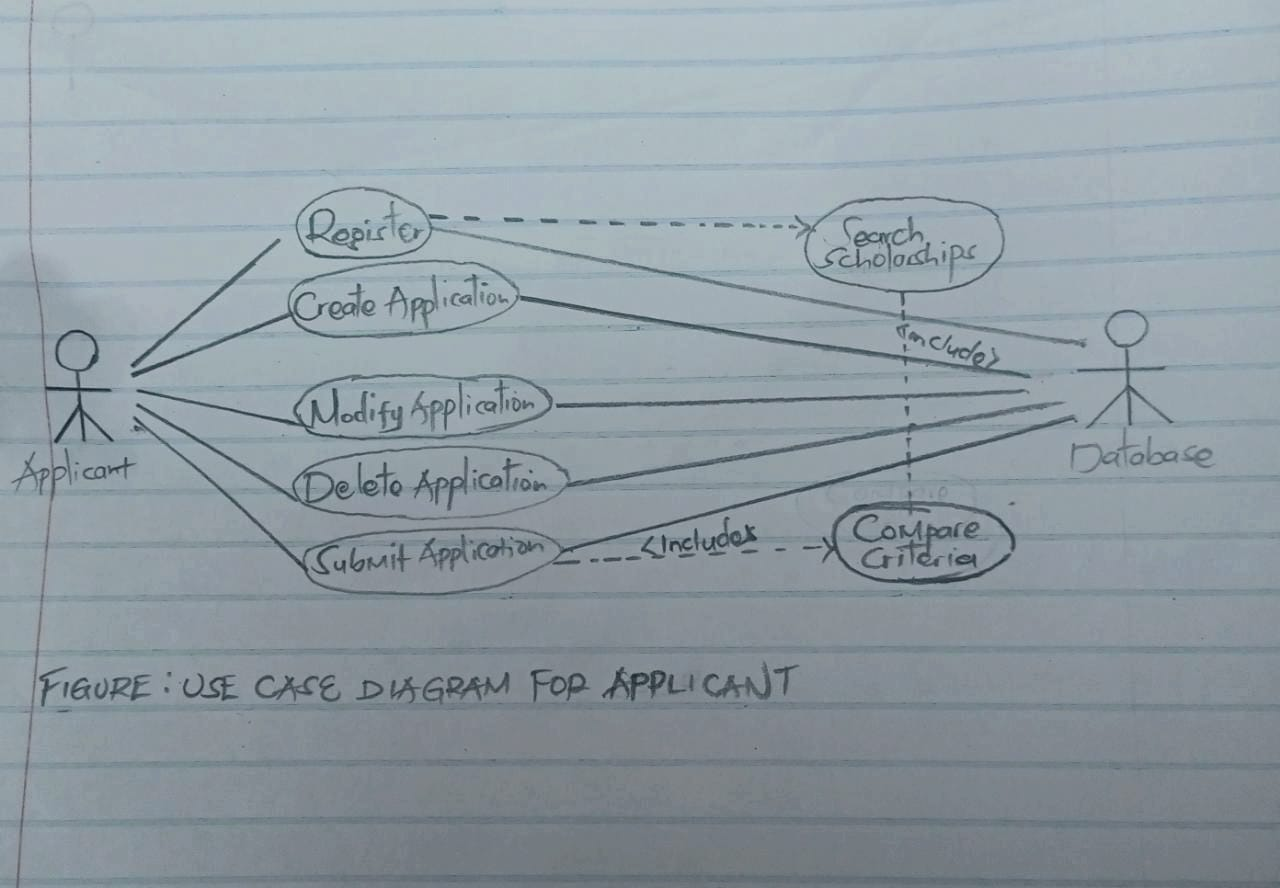 Register
Search
Scholarships
Create Application
<include>
Modify Application
Applicant
Database
Delete Application
Submit Application
<Include>
Compare
Criteria
FIGURE: USE CASE DIAGRAM FOR APPLICANT